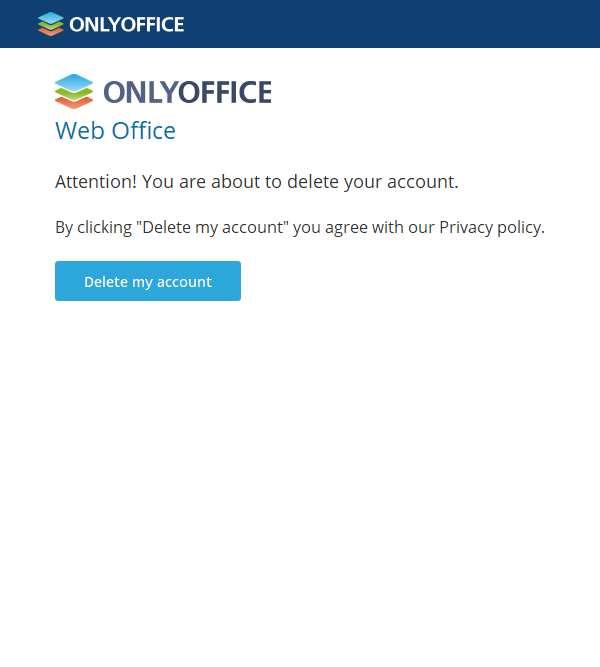 ONLYOFFICE
ONLYOFFICE
Web Office
Attention! You are about to delete your account.
By clicking "Delete my account" you agree with our Privacy policy.
Delete my account